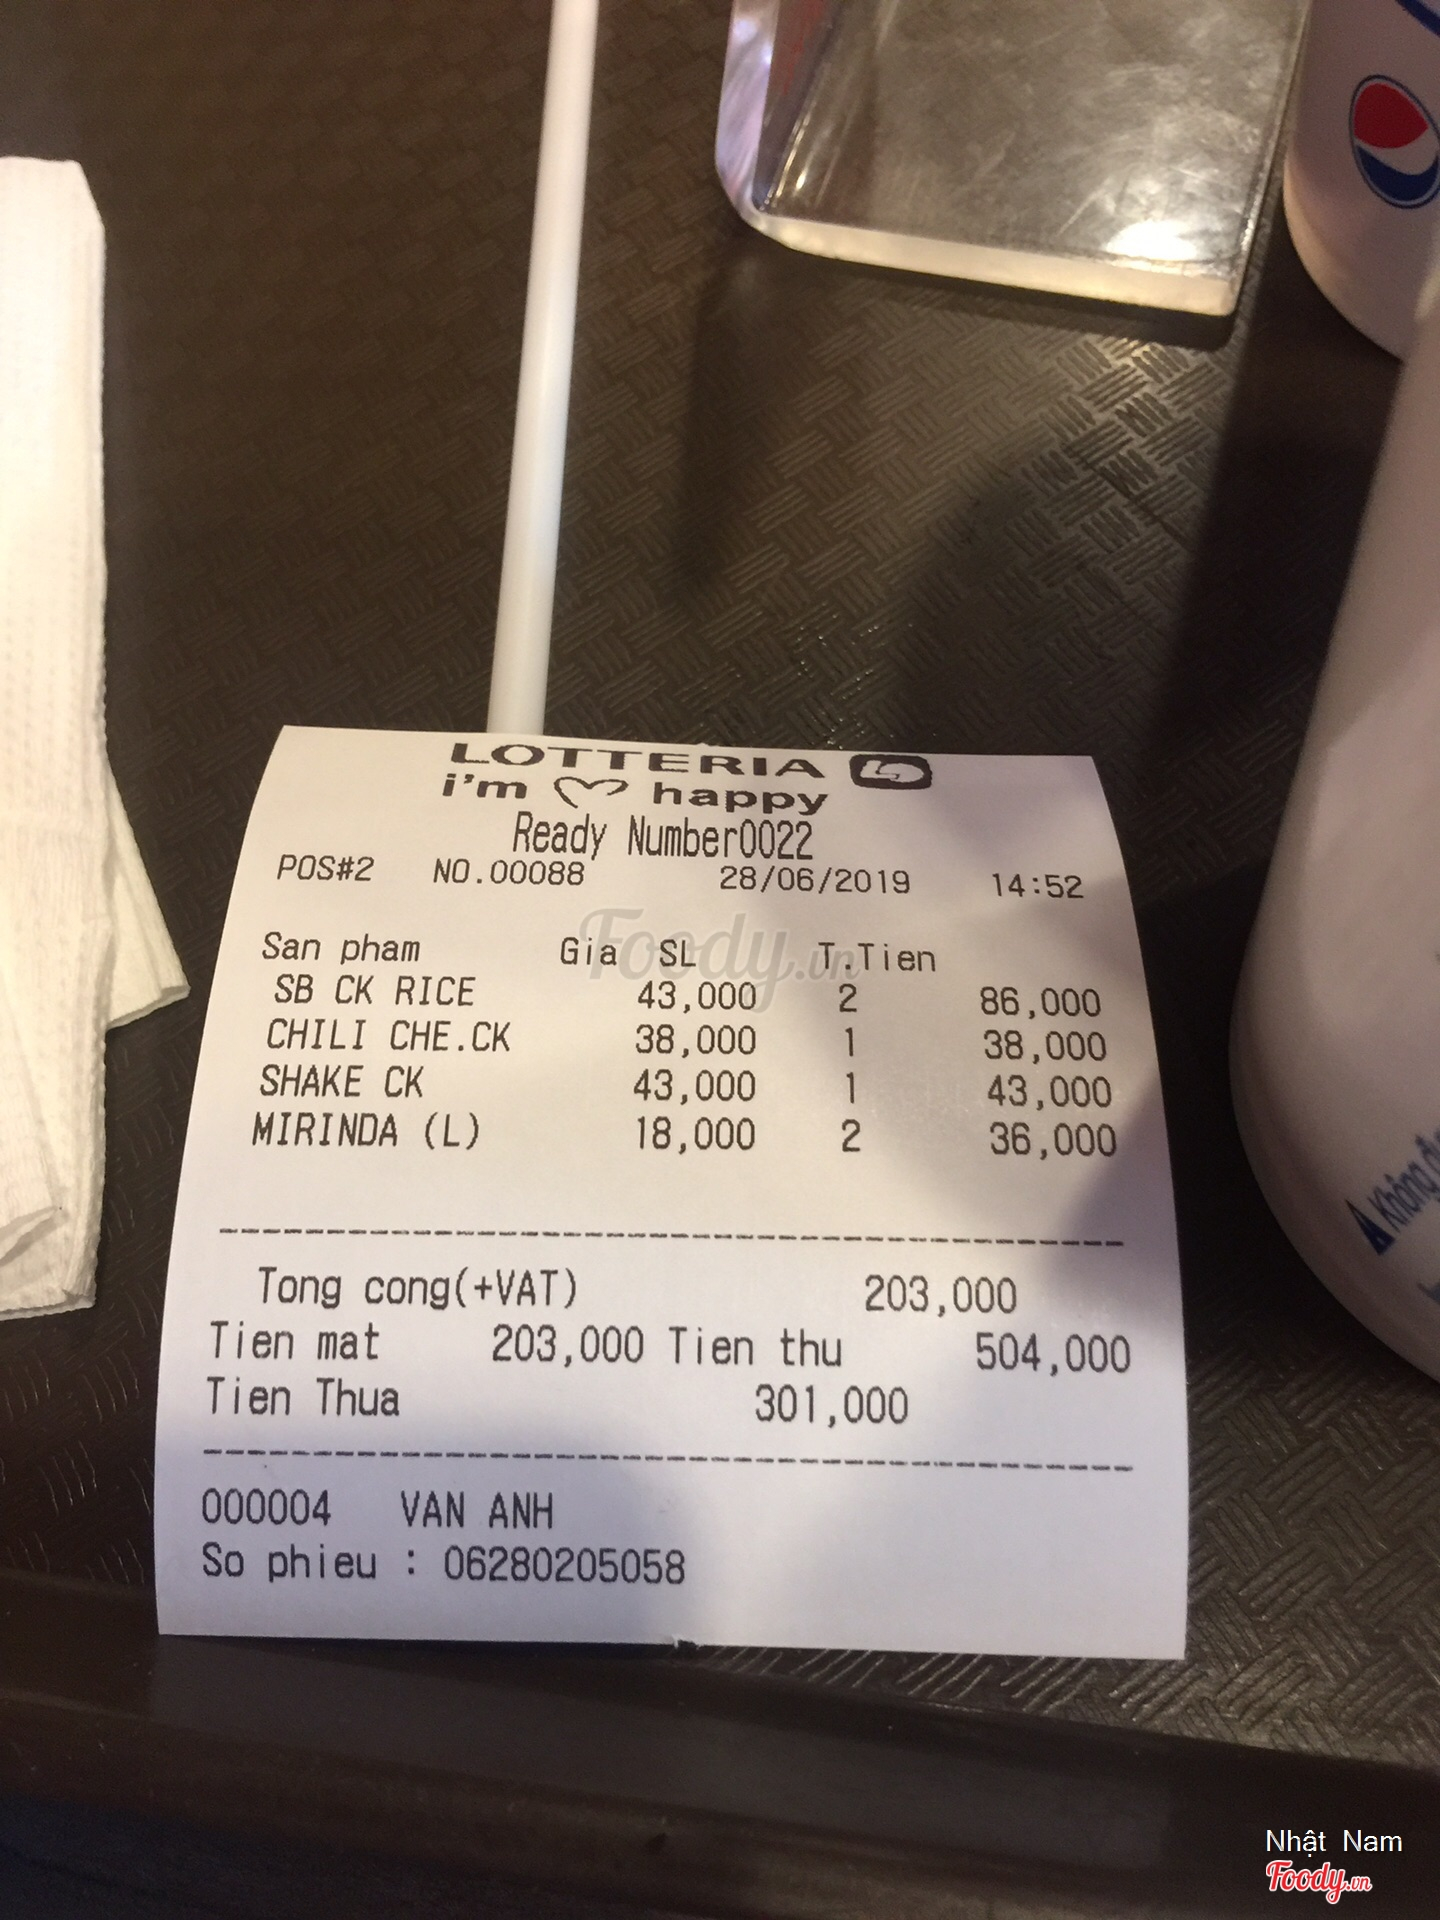 LOTTERIA
i'm happy
Ready Number0022
POS#2 NO.00088 28/06/2019 14:52
San pham Gia SL T.Tien
SB CK RICE 43,000 2 86,000
CHILI CHE.CK 38,000 1 38,000
SHAKE CK 43,000 1 43,000
MIRINDA (L) 18,000 2 36,000
Tong cong(+VAT) 203,000
Tien mat 203,000 Tien thu 504,000
Tien Thua 301,000
000004 VAN ANH
So phieu : 06280205058
Foody.vn
Không
Nhật Nam
Foody.vn